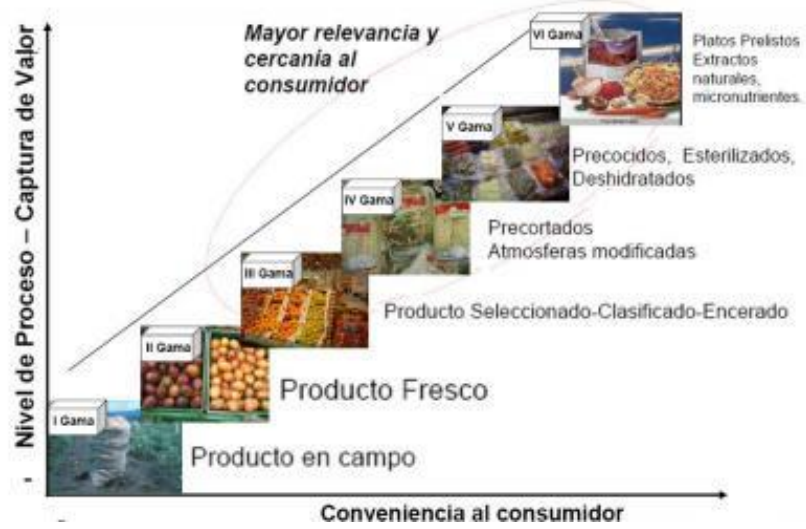 Mayor relevancia y
cercanía al
consumidor
VI Gama
Platos Prelistos
Extractos
naturales,
micronutrientes.
V Gama
Precocidos, Esterilizados,
Deshidratados
IV Gama
Precortados
Atmosferas modificadas
III Gama
Producto Seleccionado-Clasificado-Encerado
II Gama
Producto Fresco
I Gama
Producto en campo
- Nivel de Proceso – Captura de Valor
Conveniencia al consumidor